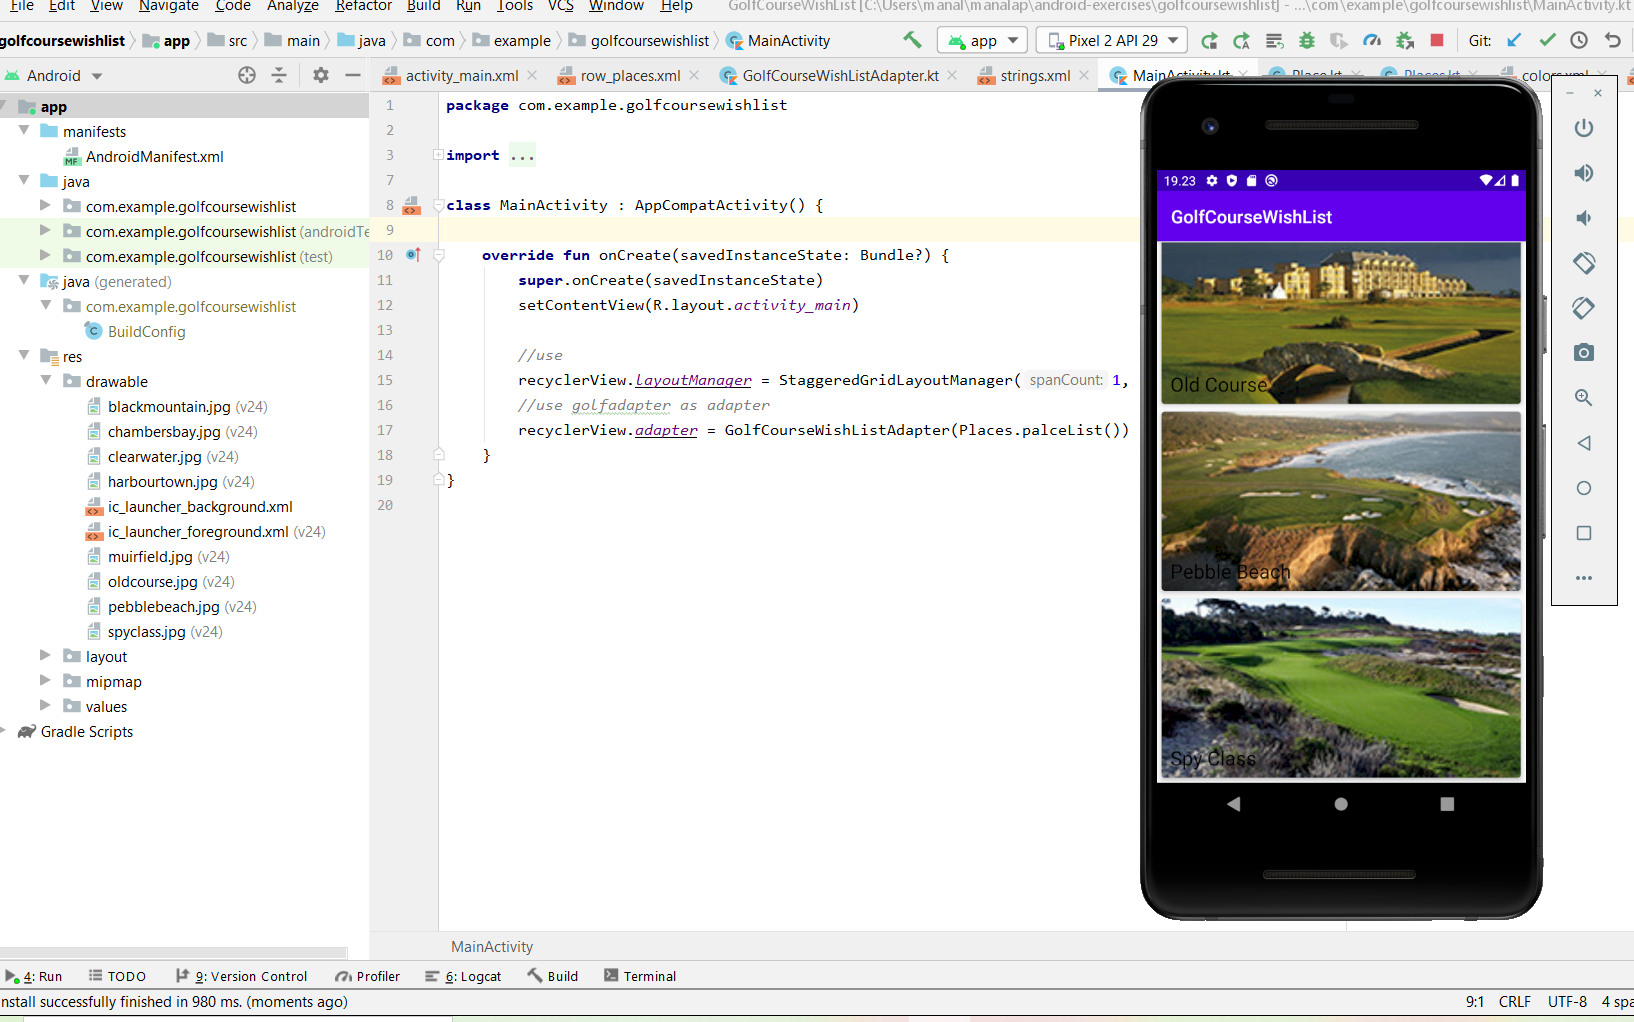 File Edit View Navigate Code Analyze Refactor Build Run Tools VCS Window Help GolfCourseWishList [C:\Users\manal\manalap\android-exercises\golfcoursewishlist] - ...\com\example\golfcoursewishlist\MainActivity.kt
golfcoursewishlist app src main java com example golfcoursewishlist MainActivity app Pixel 2 API 29 Git:
Android activity_main.xml row_places.xml GolfCourseWishListAdapter.kt strings.xml MainActivity.kt Place.kt Places.kt colors.xml
app
manifests
AndroidManifest.xml
java
com.example.golfcoursewishlist
com.example.golfcoursewishlist (androidTe
com.example.golfcoursewishlist (test)
java (generated)
com.example.golfcoursewishlist
BuildConfig
res
drawable
blackmountain.jpg (v24)
chambersbay.jpg (v24)
clearwater.jpg (v24)
harbourtown.jpg (v24)
ic_launcher_background.xml
ic_launcher_foreground.xml (v24)
muirfield.jpg (v24)
oldcourse.jpg (v24)
pebblebeach.jpg (v24)
spyclass.jpg (v24)
layout
mipmap
values
Gradle Scripts
1 package com.example.golfcoursewishlist
2
3 import ...
7
8 class MainActivity : AppCompatActivity() {
9
10 override fun onCreate(savedInstanceState: Bundle?) {
11 super.onCreate(savedInstanceState)
12 setContentView(R.layout.activity_main)
13
14 //use
15 recyclerView.layoutManager = StaggeredGridLayoutManager( spanCount: 1,
16 //use golfadapter as adapter
17 recyclerView.adapter = GolfCourseWishListAdapter(Places.palceList())
18 }
19 }
20
19.23
GolfCourseWishList
Old Course
Pebble Beach
Spy Class
MainActivity
4: Run TODO 9: Version Control Profiler 6: Logcat Build Terminal
nstall successfully finished in 980 ms. (moments ago) 9:1 CRLF UTF-8 4 spa